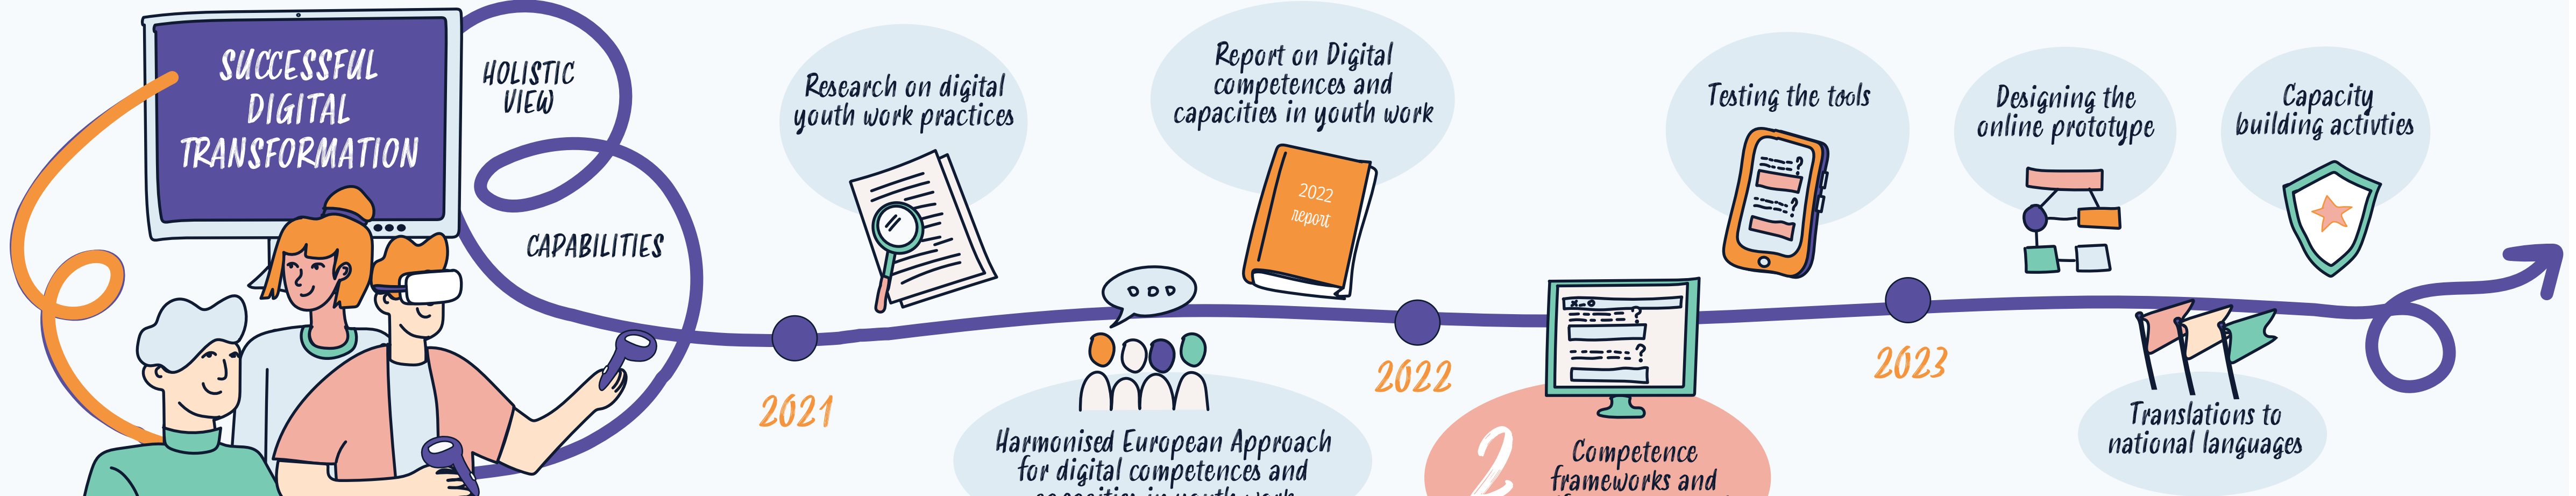 SUCCESSFUL
DIGITAL
TRANSFORMATION
HOLISTIC
VIEW
CAPABILITIES
Research on digital
youth work practices
2021
Harmonised European Approach
for digital competences and
Report on Digital
competences and
capacities in youth work
2022
report
2022
2
Competence
frameworks and
Testing the tools
2023
Designing the
online prototype
Capacity
building activties
Translations to
national languages